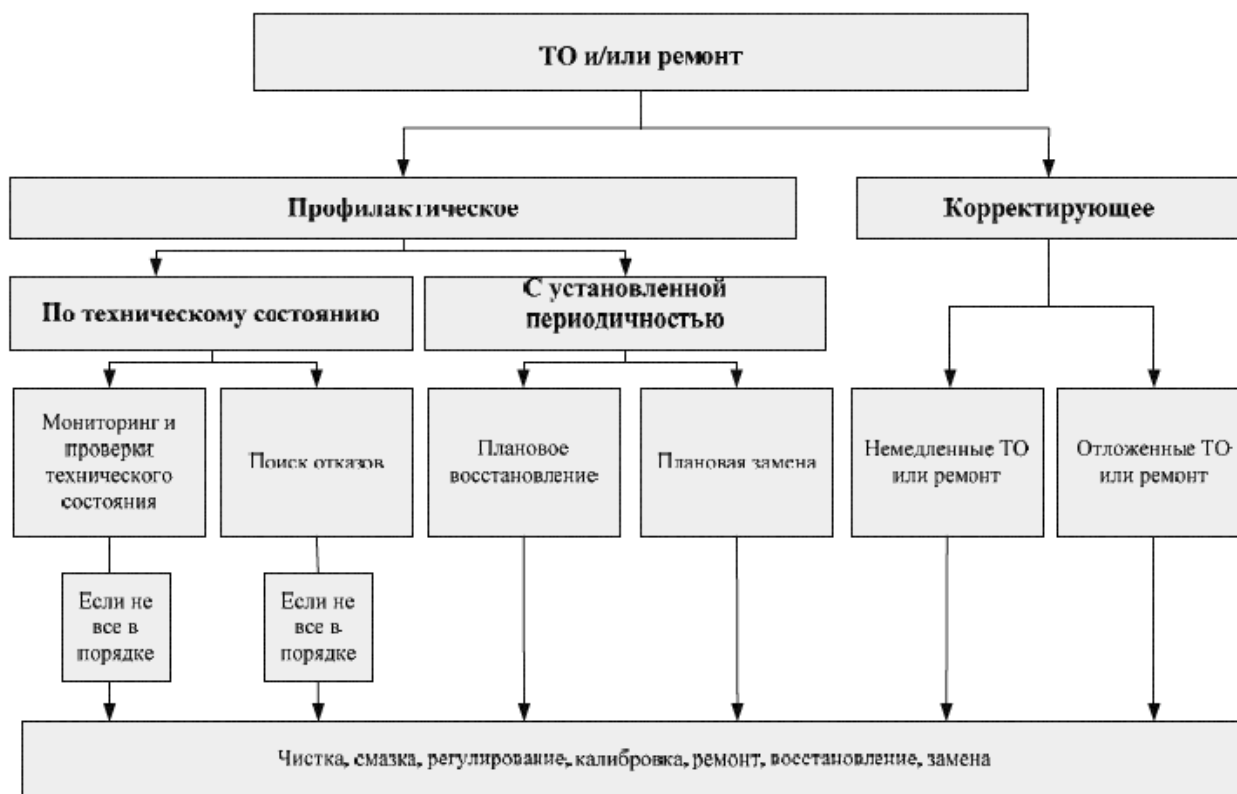 ТО и/или ремонт
Профилактическое
Корректирующее
По техническому состоянию
С установленной
периодичностью
Мониторинг и
проверки
технического
состояния
Поиск отказов
Плановое
восстановление
Плановая замена
Немедленные ТО
или ремонт
Отложенные ТО
или ремонт
Если не
все в
порядке
Если не
все в
порядке
Чистка, смазка, регулирование, калибровка, ремонт, восстановление, замена